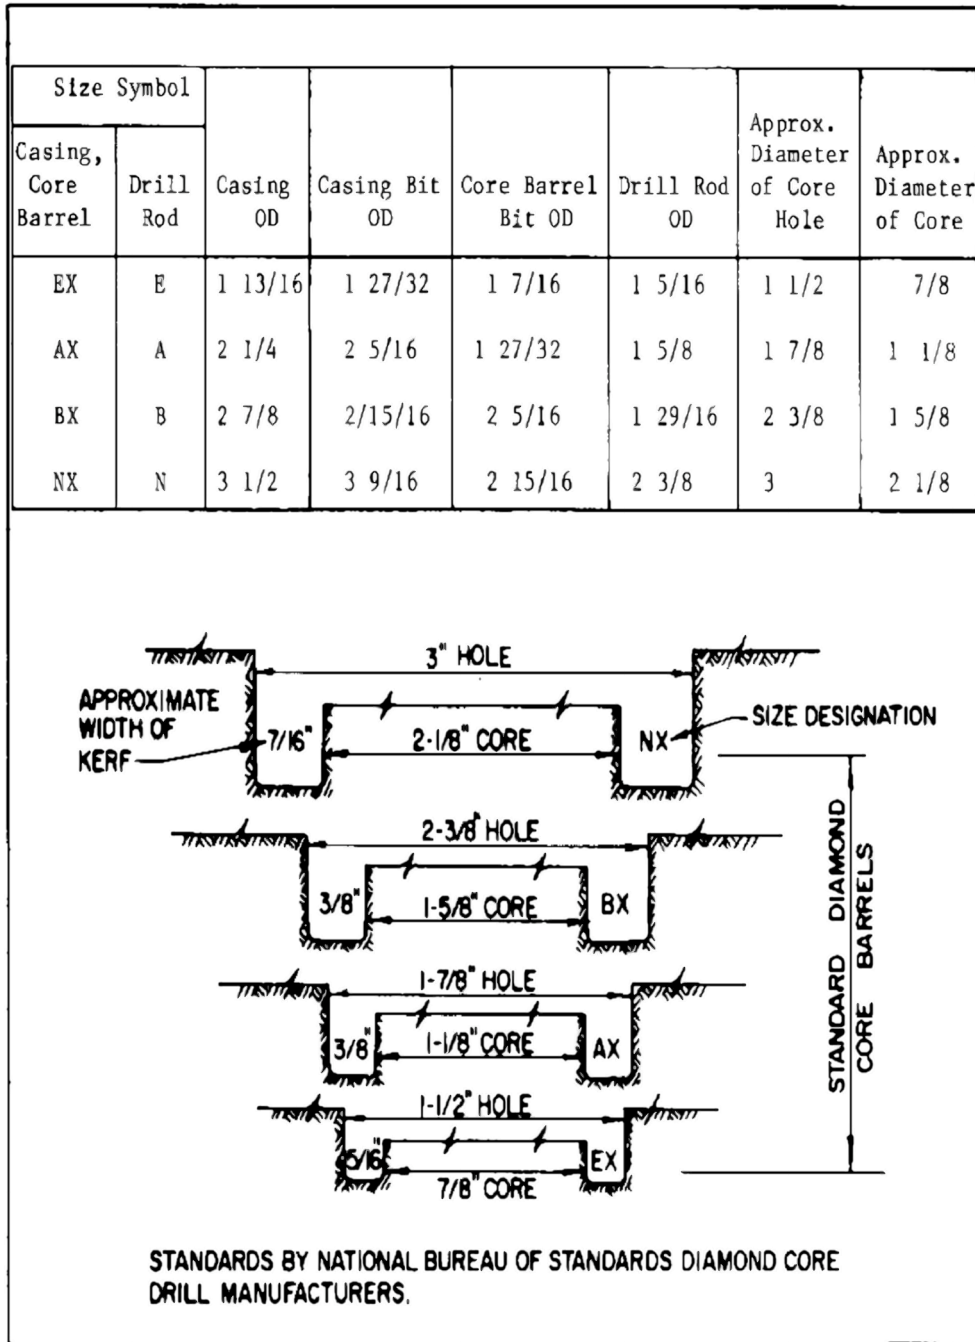 Size Symbol
Casing, Core Barrel | Drill Rod | Casing OD | Casing Bit OD | Core Barrel Bit OD | Drill Rod OD | Approx. Diameter of Core Hole | Approx. Diameter of Core
EX | E | 1 13/16 | 1 27/32 | 1 7/16 | 1 5/16 | 1 1/2 | 7/8
AX | A | 2 1/4 | 2 5/16 | 1 27/32 | 1 5/8 | 1 7/8 | 1 1/8
BX | B | 2 7/8 | 2/15/16 | 2 5/16 | 1 29/16 | 2 3/8 | 1 5/8
NX | N | 3 1/2 | 3 9/16 | 2 15/16 | 2 3/8 | 3 | 2 1/8
3" HOLE
APPROXIMATE
WIDTH OF
KERF
7/16"
2-1/8" CORE
NX
SIZE DESIGNATION
2-3/8" HOLE
3/8"
1-5/8" CORE
BX
1-7/8" HOLE
3/8"
1-1/8" CORE
AX
1-1/2" HOLE
5/16"
7/8" CORE
EX
STANDARD DIAMOND
CORE BARRELS
STANDARDS BY NATIONAL BUREAU OF STANDARDS DIAMOND CORE
DRILL MANUFACTURERS.